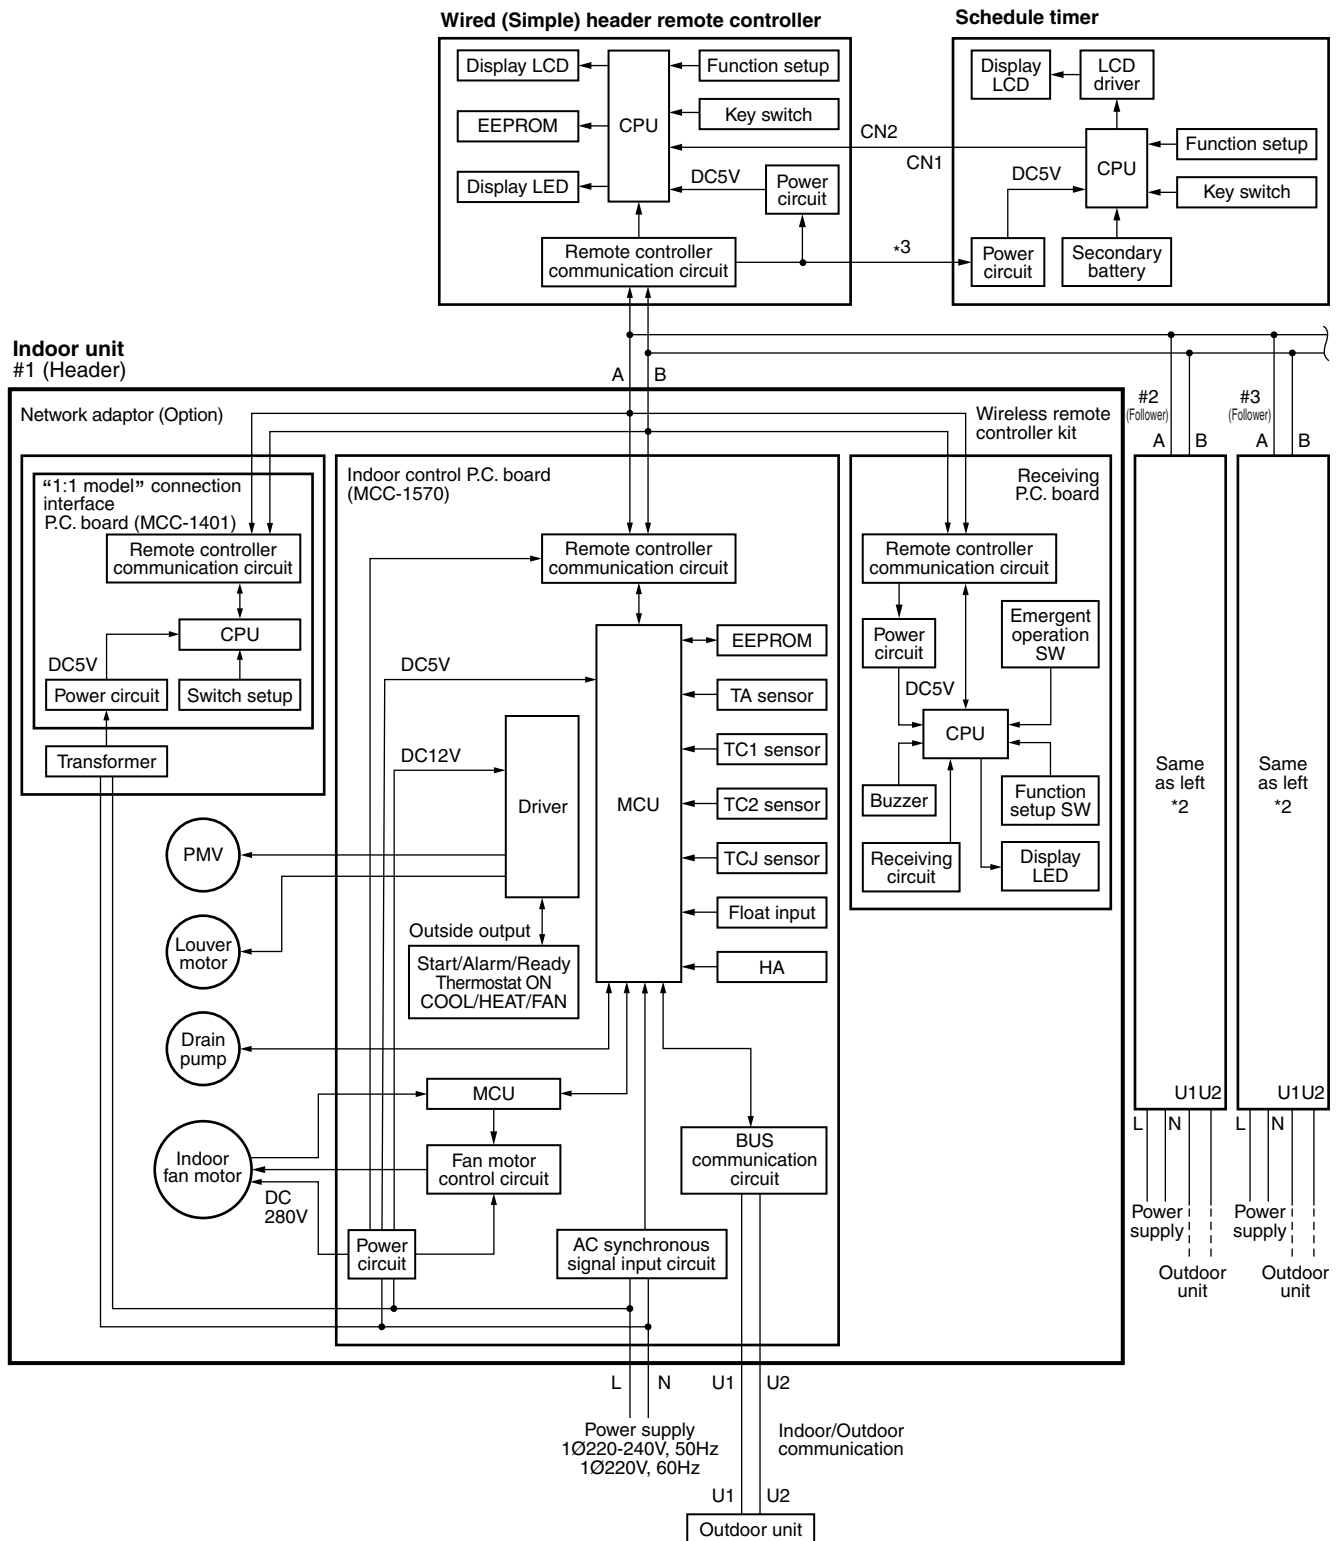 Wired (Simple) header remote controller
Schedule timer
Display LCD
CPU
Function setup
EEPROM
Key switch
Display LED
DC5V
Power
circuit
Remote controller
communication circuit
CN2
CN1
*3
Display
LCD
LCD
driver
CPU
Function setup
DC5V
Key switch
Power
circuit
Secondary
battery
Indoor unit
#1 (Header)
A
B
Network adaptor (Option)
Wireless remote
controller kit
#2
(Follower)
A
B
#3
(Follower)
A
B
“1:1 model” connection
interface
P.C. board (MCC-1401)
Remote controller
communication circuit
CPU
DC5V
Power circuit
Switch setup
Transformer
Indoor control P.C. board
(MCC-1570)
Remote controller
communication circuit
DC5V
DC12V
Driver
MCU
EEPROM
TA sensor
TC1 sensor
TC2 sensor
TCJ sensor
Float input
HA
Outside output
Start/Alarm/Ready
Thermostat ON
COOL/HEAT/FAN
MCU
Fan motor
control circuit
BUS
communication
circuit
Power
circuit
AC synchronous
signal input circuit
PMV
Louver
motor
Drain
pump
Indoor
fan motor
DC
280V
Receiving
P.C. board
Remote controller
communication circuit
Power
circuit
Emergent
operation
SW
DC5V
CPU
Buzzer
Function
setup SW
Receiving
circuit
Display
LED
Same
as left
*2
Same
as left
*2
U1U2
U1U2
L
N
L
N
Power
supply
Power
supply
Outdoor
unit
Outdoor
unit
L
N
U1
U2
Power supply
1Ø220-240V, 50Hz
1Ø220V, 60Hz
Indoor/Outdoor
communication
U1
U2
Outdoor unit